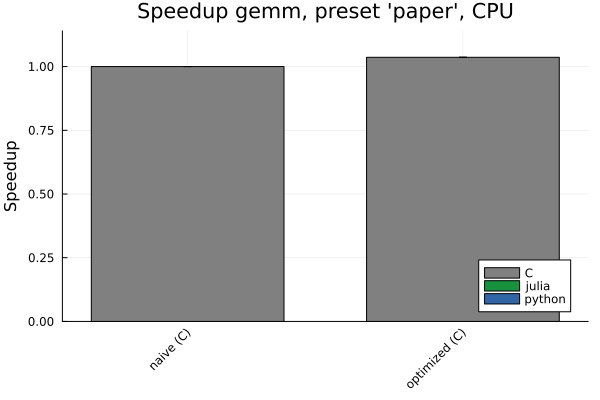 Speedup gemm, preset 'paper', CPU
Speedup
1.00
0.75
0.50
0.25
0.00
C
julia
python
naive (C)
optimized (C)